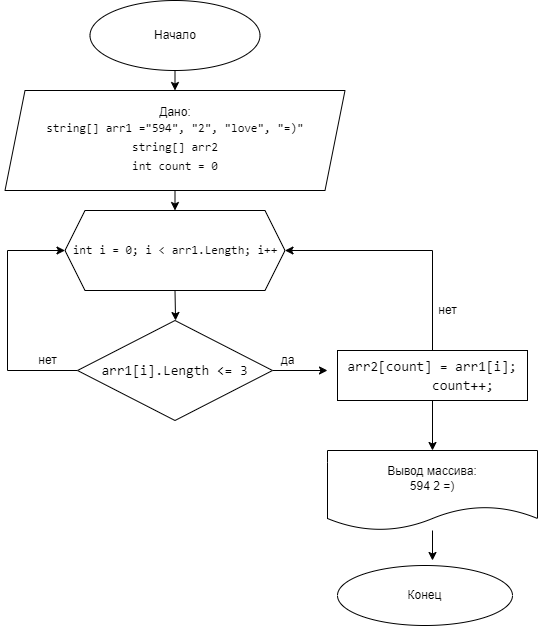 Начало
Дано:
string[] arr1 ="594", "2", "love", "=)"
string[] arr2
int count = 0
int i = 0; i < arr1.Length; i++
нет
arr1[i].Length <= 3
да
нет
arr2[count] = arr1[i];
count++;
Вывод массива:
594 2 =)
Конец